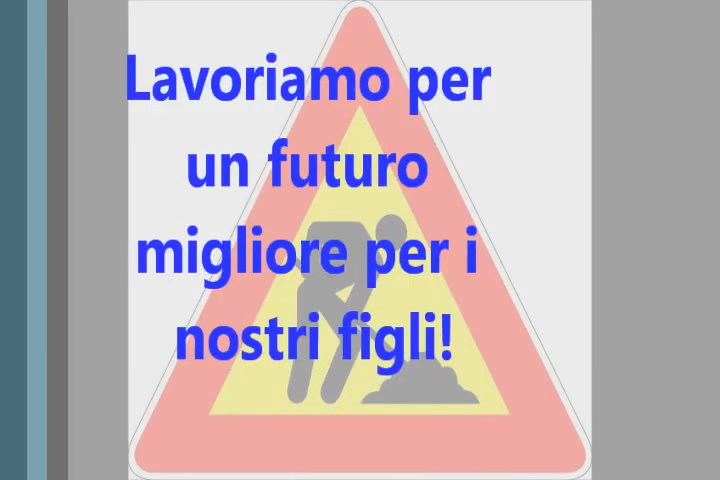 Lavoriamo per
un futuro
migliore per i
nostri figli!